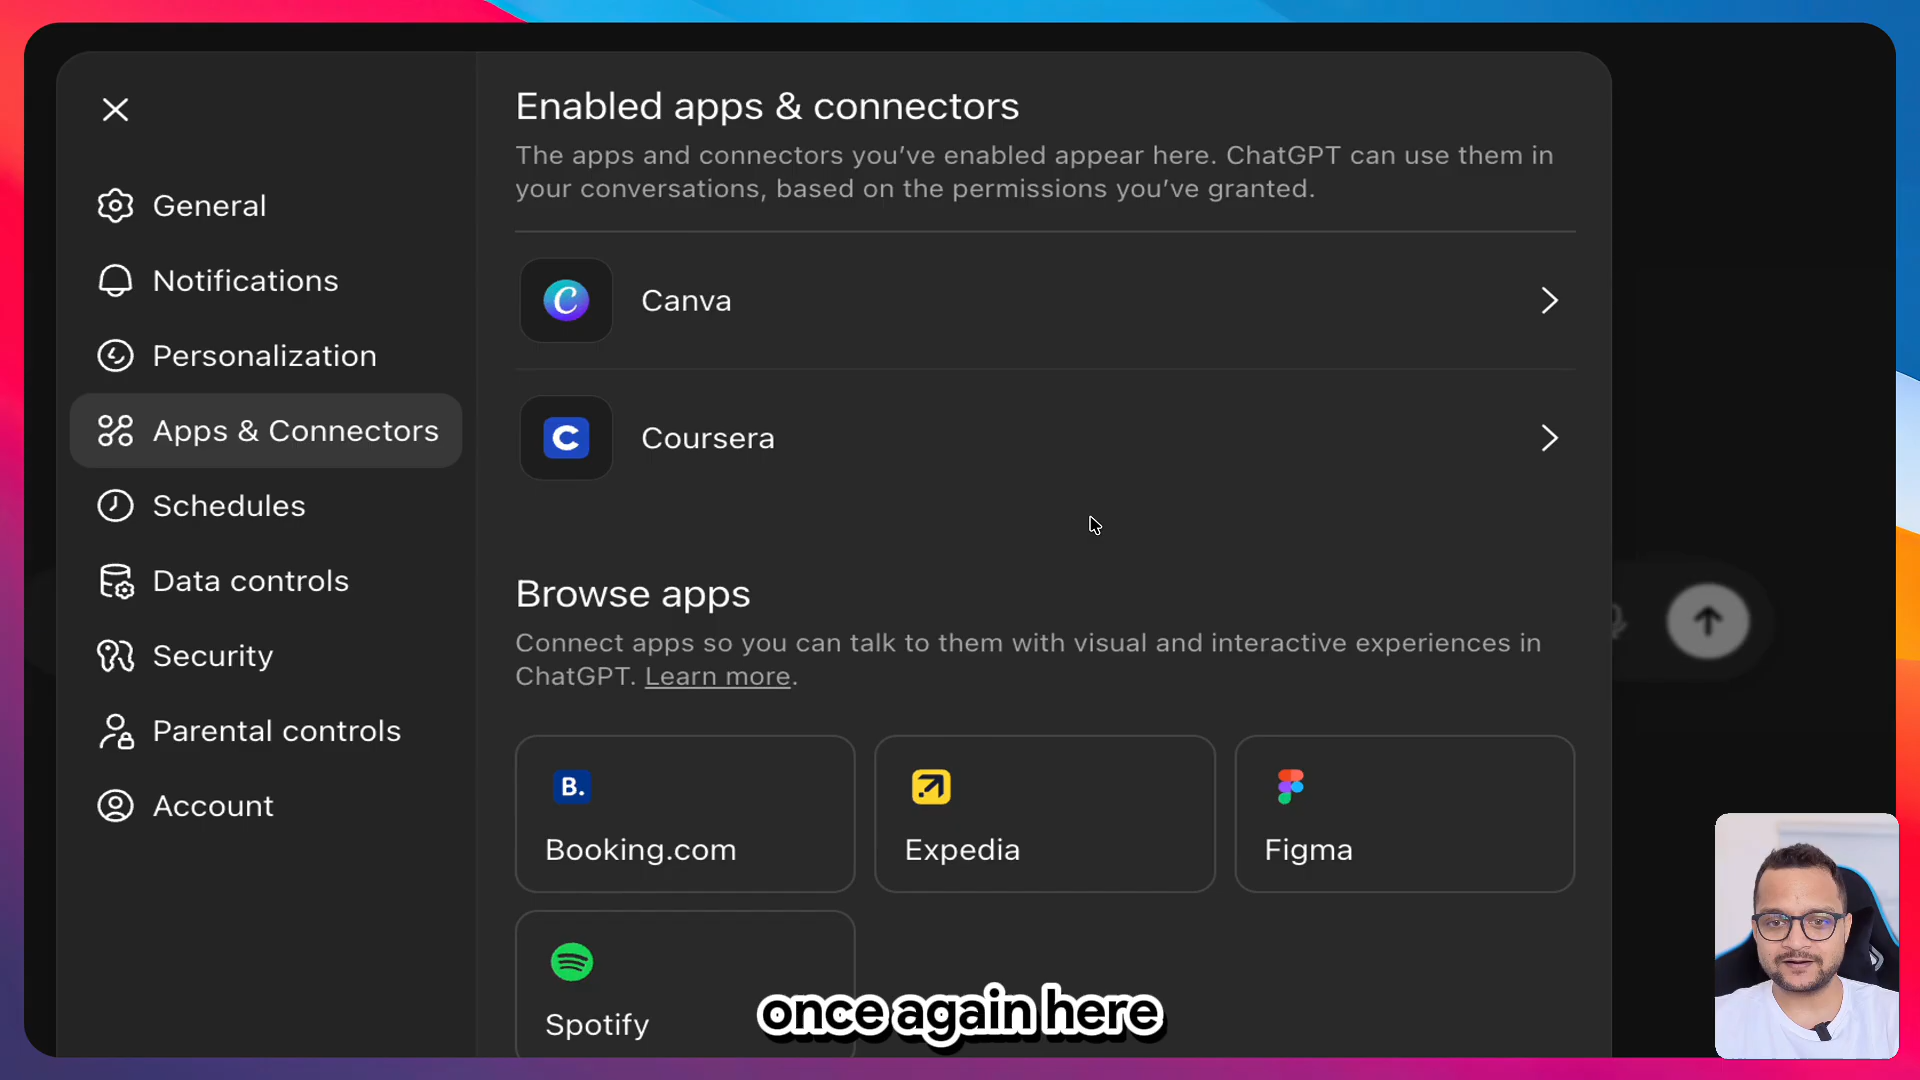 General
Notifications
Personalization
Apps & Connectors
Schedules
Data controls
Security
Parental controls
Account
Enabled apps & connectors
The apps and connectors you’ve enabled appear here. ChatGPT can use them in
your conversations, based on the permissions you’ve granted.
Canva
Coursera
Browse apps
Connect apps so you can talk to them with visual and interactive experiences in
ChatGPT. Learn more.
B.
Booking.com
Expedia
Figma
Spotify
once again here